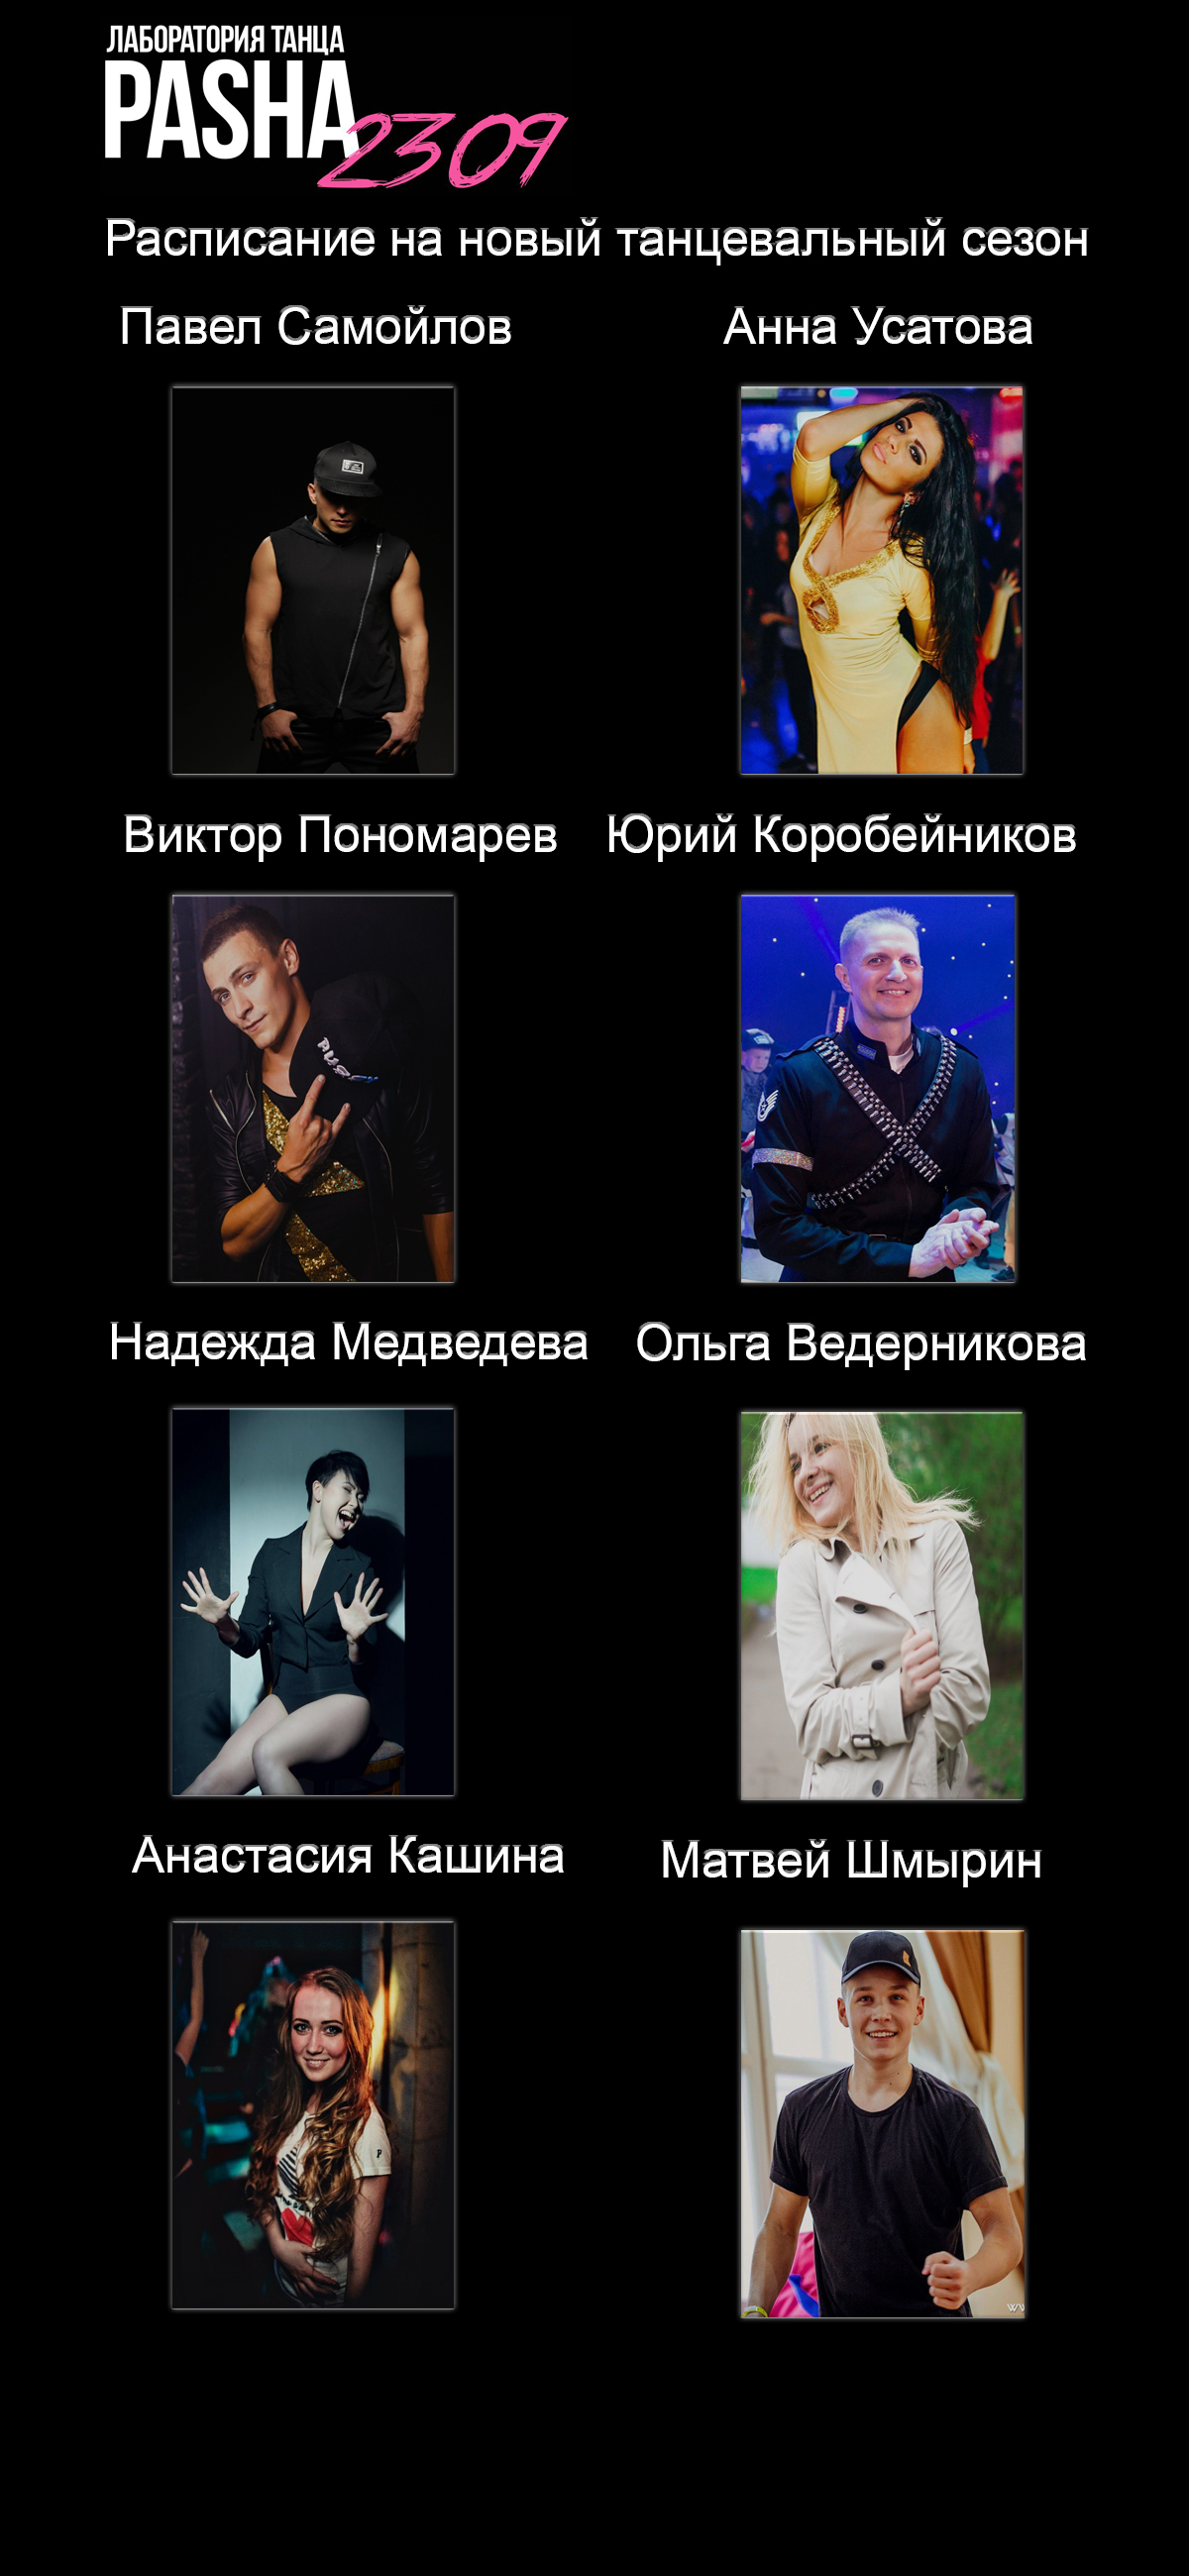 ЛАБОРАТОРИЯ ТАНЦА
PASHA
2309
Расписание на новый танцевальный сезон
Павел Самойлов
Анна Усатова
Виктор Пономарев
Юрий Коробейников
Надежда Медведева
Ольга Ведерникова
Анастасия Кашина
Матвей Шмырин